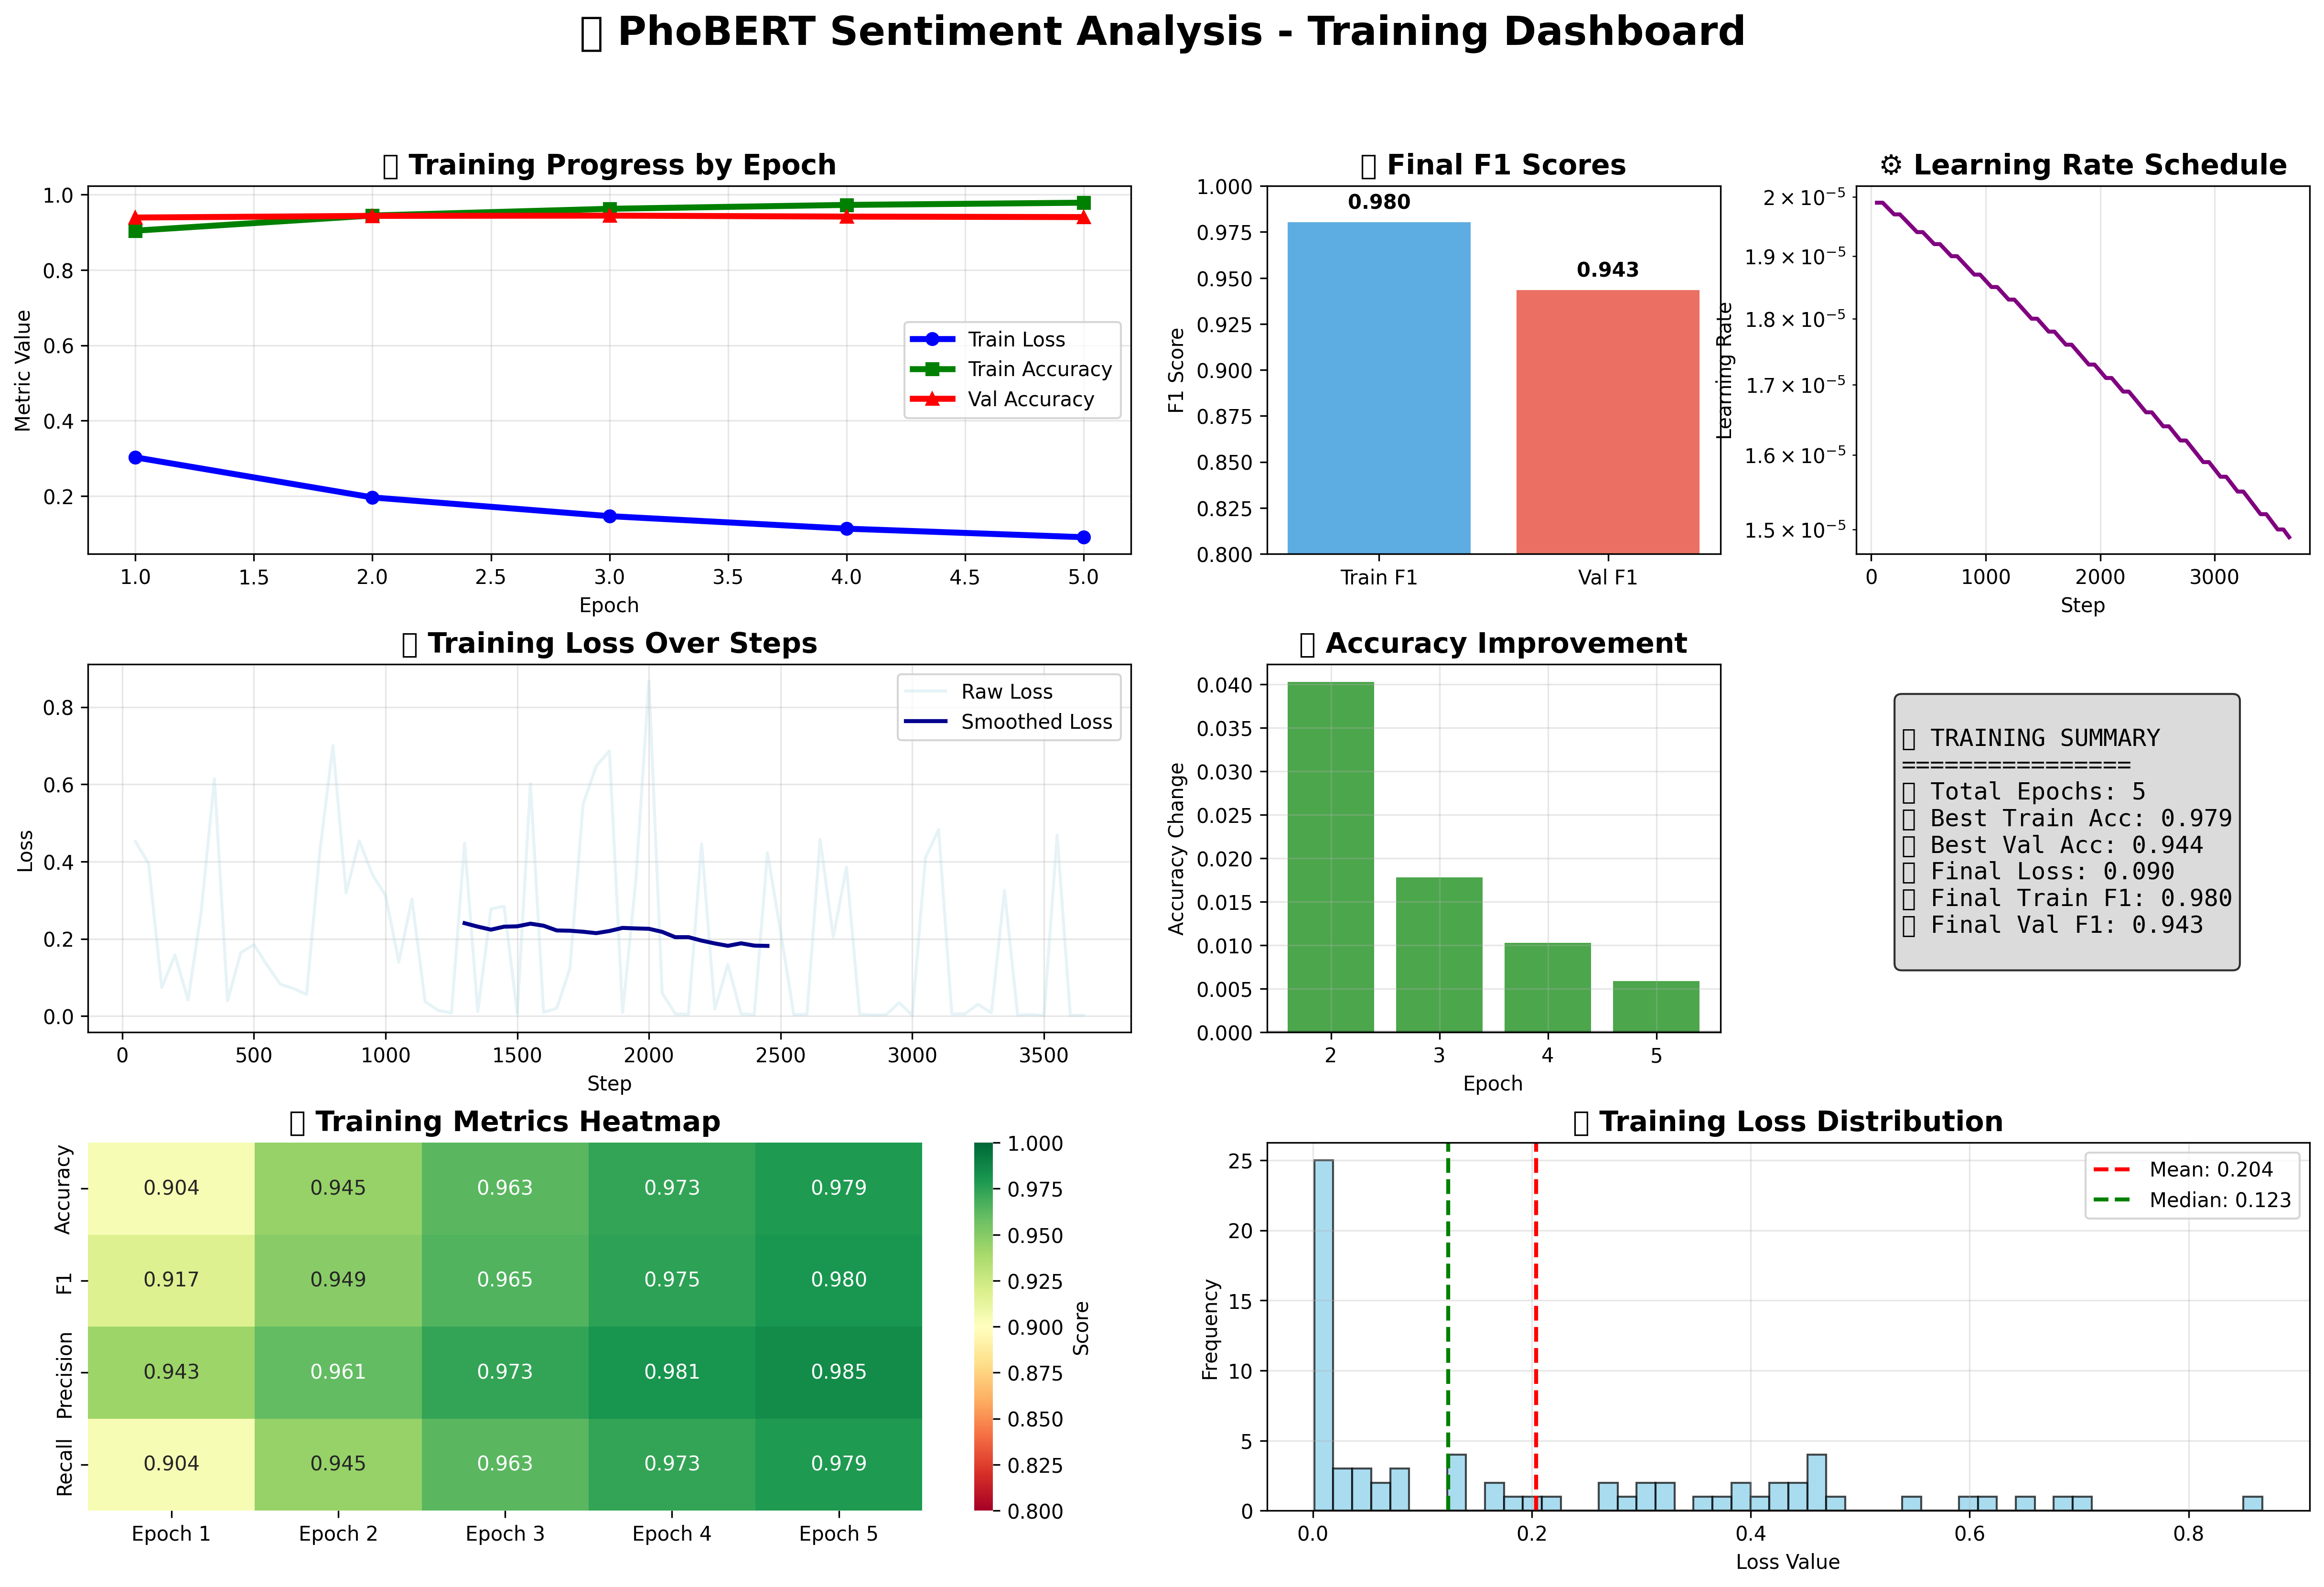 PhoBERT Sentiment Analysis - Training Dashboard
Training Progress by Epoch
1.0
0.8
0.6
0.4
0.2
Metric Value
Train Loss
Train Accuracy
Val Accuracy
1.0 1.5 2.0 2.5 3.0 3.5 4.0 4.5 5.0
Epoch
Final F1 Scores
1.000
0.975
0.950
0.925
0.900
0.875
0.850
0.825
0.800
F1 Score
0.980
0.943
Train F1 Val F1
⚙ Learning Rate Schedule
2 × 10⁻⁵
1.9 × 10⁻⁵
1.8 × 10⁻⁵
1.7 × 10⁻⁵
1.6 × 10⁻⁵
1.5 × 10⁻⁵
Learning Rate
0 1000 2000 3000
Step
Training Loss Over Steps
0.8
0.6
0.4
0.2
0.0
Loss
Raw Loss
Smoothed Loss
0 500 1000 1500 2000 2500 3000 3500
Step
Accuracy Improvement
0.040
0.035
0.030
0.025
0.020
0.015
0.010
0.005
0.000
Accuracy Change
2 3 4 5
Epoch
TRAINING SUMMARY
================
Total Epochs: 5
Best Train Acc: 0.979
Best Val Acc: 0.944
Final Loss: 0.090
Final Train F1: 0.980
Final Val F1: 0.943
Training Metrics Heatmap
Accuracy 0.904 0.945 0.963 0.973 0.979
F1 0.917 0.949 0.965 0.975 0.980
Precision 0.943 0.961 0.973 0.981 0.985
Recall 0.904 0.945 0.963 0.973 0.979
Epoch 1 Epoch 2 Epoch 3 Epoch 4 Epoch 5
1.000
0.975
0.950
0.925
0.900
0.875
0.850
0.825
0.800
Score
Training Loss Distribution
25
20
15
10
5
0
Frequency
Mean: 0.204
Median: 0.123
0.0 0.2 0.4 0.6 0.8
Loss Value